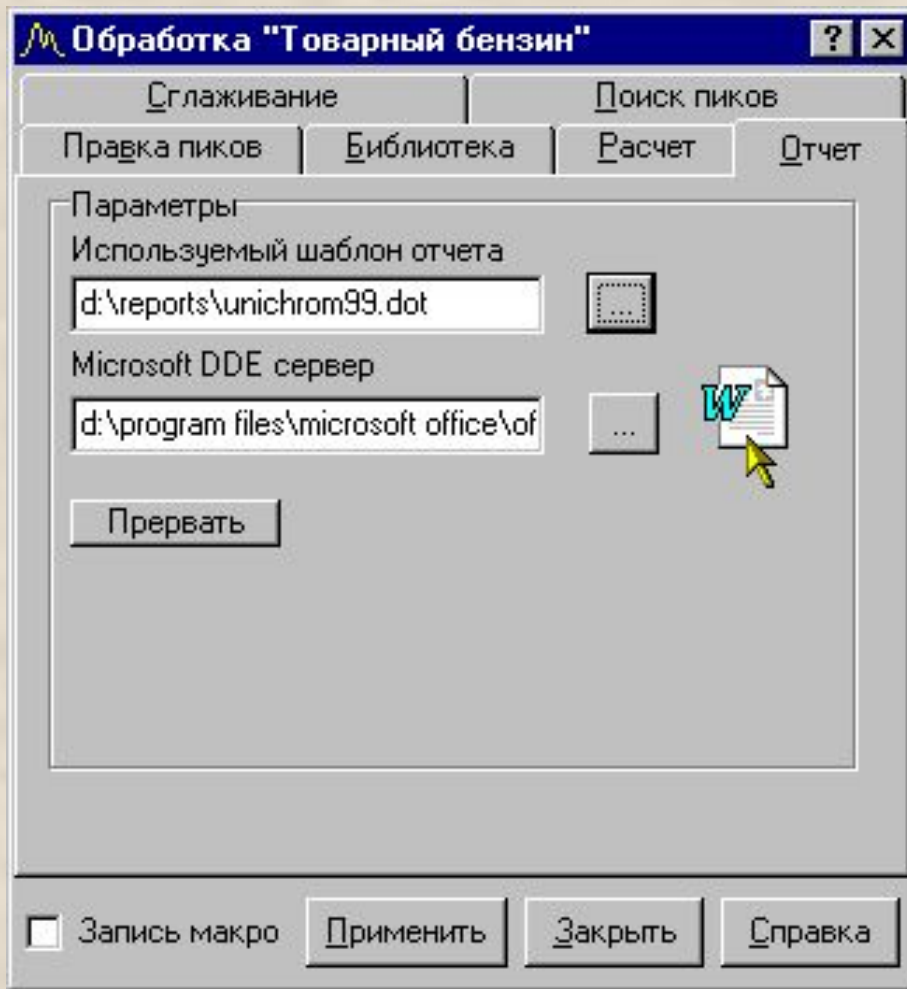 Обработка "Товарный бензин"
Сглаживание Поиск пиков
Правка пиков Библиотека Расчет Отчет
Параметры
Используемый шаблон отчета
d:\reports\unichrom99.dot ...
Microsoft DDE сервер
d:\program files\microsoft office\of ...
W
Прервать
Запись макро Применить Закрыть Справка